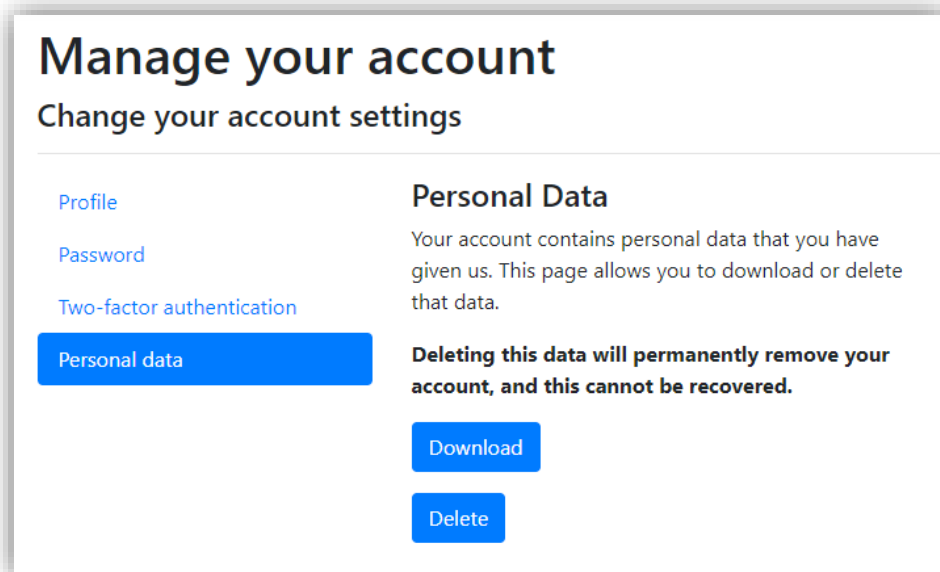 Manage your account
Change your account settings
Profile
Password
Two-factor authentication
Personal data
Personal Data
Your account contains personal data that you have
given us. This page allows you to download or delete
that data.
Deleting this data will permanently remove your
account, and this cannot be recovered.
Download
Delete